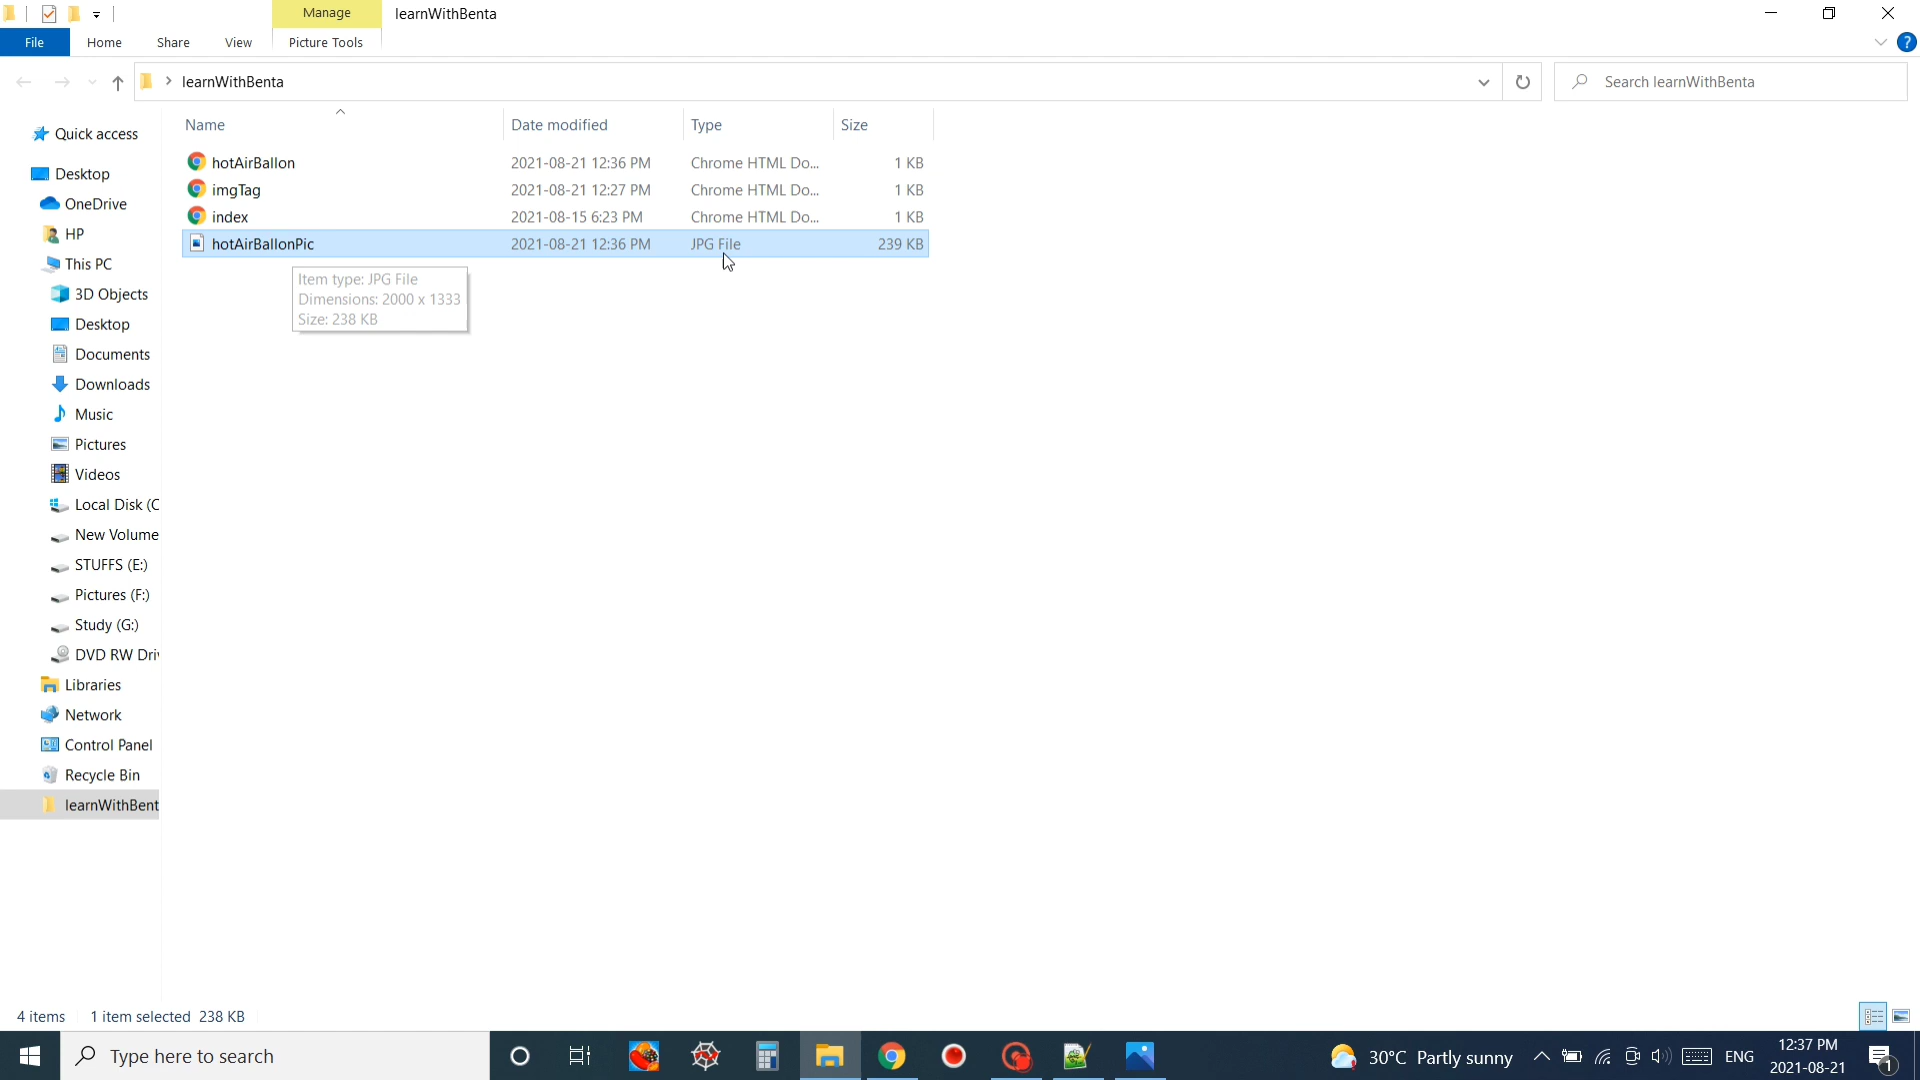 Manage
learnWithBenta
File
Home
Share
View
Picture Tools
learnWithBenta
Search learnWithBenta
Name
Date modified
Type
Size
hotAirBallon 2021-08-21 12:36 PM Chrome HTML Do... 1 KB
imgTag 2021-08-21 12:27 PM Chrome HTML Do... 1 KB
index 2021-08-15 6:23 PM Chrome HTML Do... 1 KB
hotAirBallonPic 2021-08-21 12:36 PM JPG File 239 KB
Item type: JPG File
Dimensions: 2000 x 1333
Size: 238 KB
Quick access
Desktop
OneDrive
HP
This PC
3D Objects
Desktop
Documents
Downloads
Music
Pictures
Videos
Local Disk (C
New Volume
STUFFS (E:)
Pictures (F:)
Study (G:)
DVD RW Dri
Libraries
Network
Control Panel
Recycle Bin
learnWithBent
4 items 1 item selected 238 KB
Type here to search
30°C Partly sunny
ENG
12:37 PM
2021-08-21
1